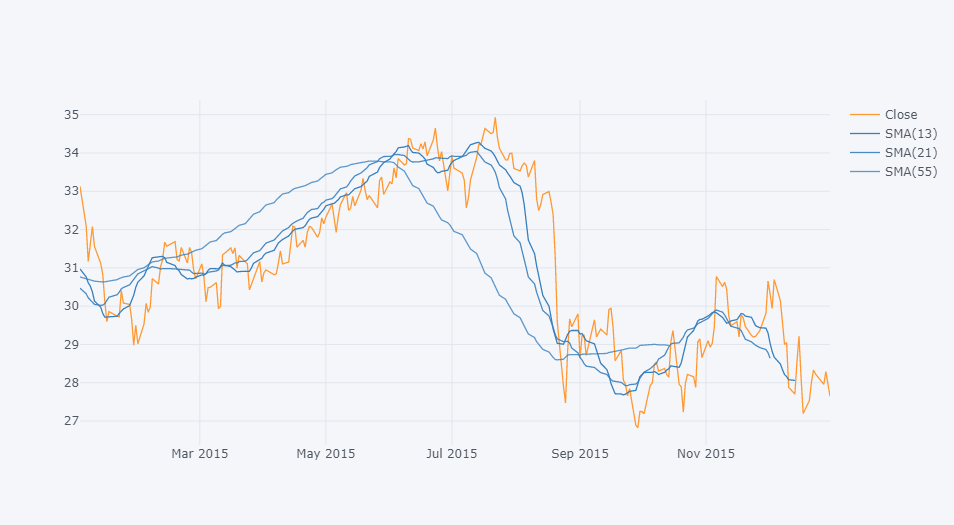 35
34
33
32
31
30
29
28
27
Mar 2015
May 2015
Jul 2015
Sep 2015
Nov 2015
Close
SMA(13)
SMA(21)
SMA(55)